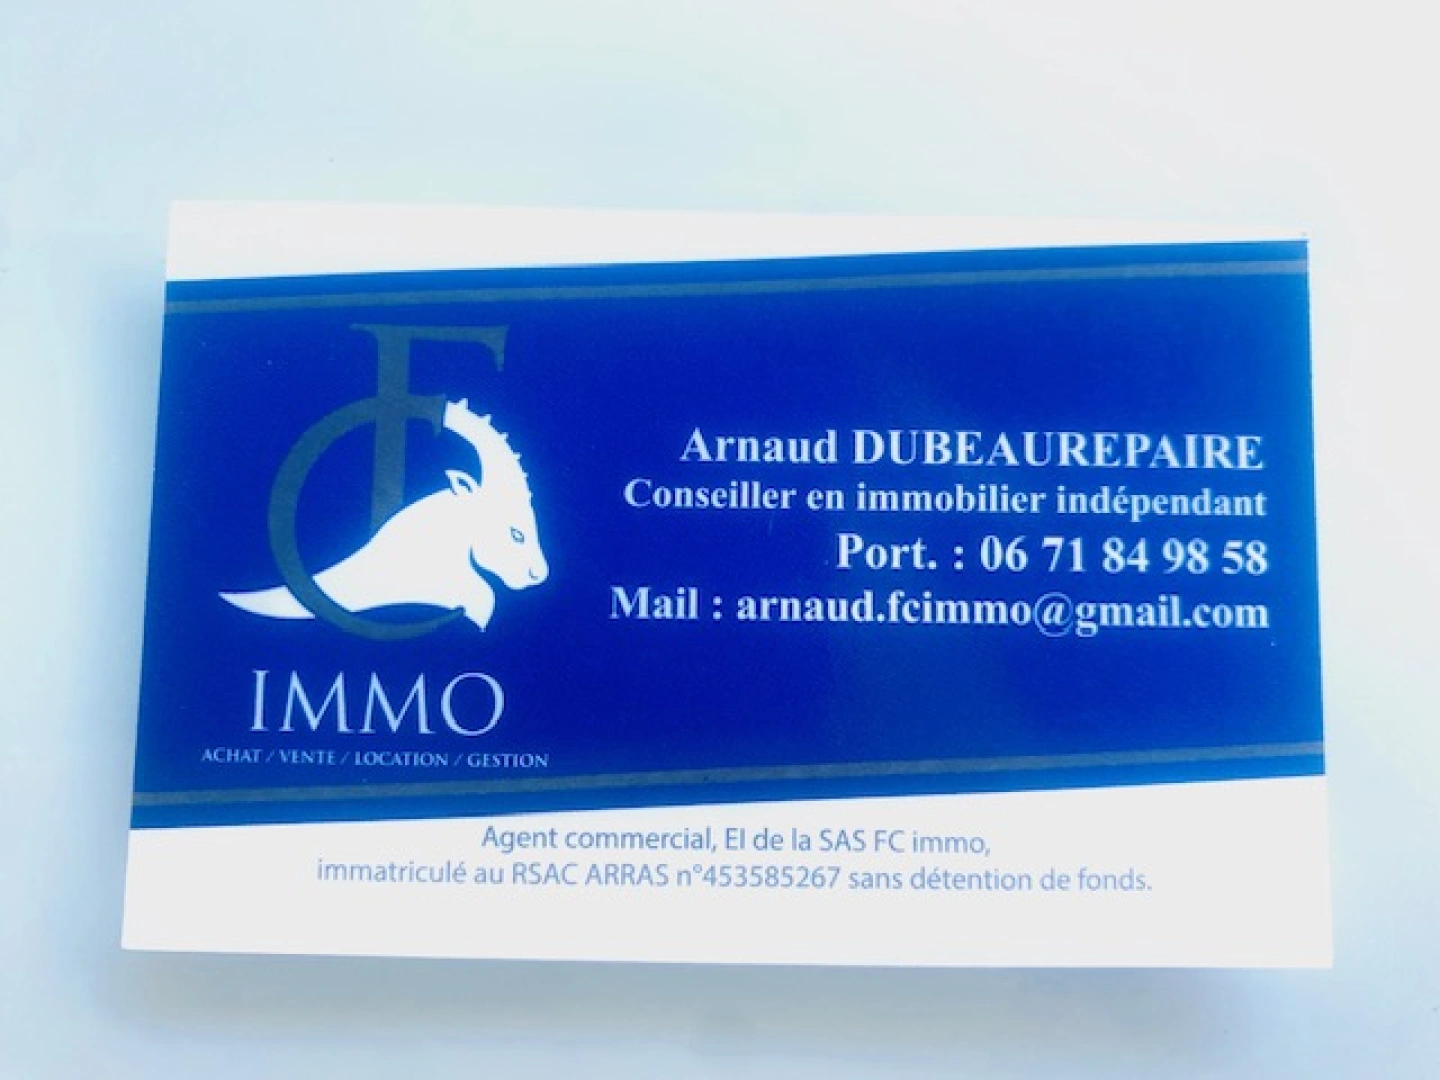 FC
IMMO
ACHAT / VENTE / LOCATION / GESTION
Arnaud DUBEAUREPAIRE
Conseiller en immobilier indépendant
Port. : 06 71 84 98 58
Mail : arnaud.fcimmo@gmail.com
Agent commercial, EI de la SAS FC immo,
immatriculé au RSAC ARRAS n°453585267 sans détention de fonds.